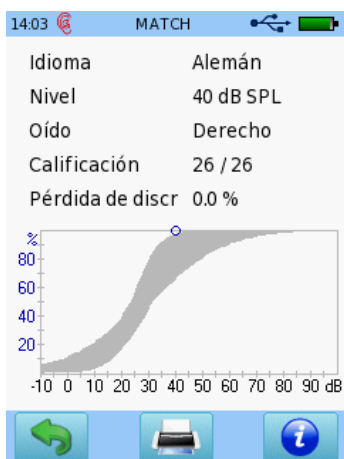 14:03 MATCH
Idioma Alemán
Nivel 40 dB SPL
Oído Derecho
Calificación 26 / 26
Pérdida de discr 0.0 %
%
80
60
40
20
-10 0 10 20 30 40 50 60 70 80 90 dB
i